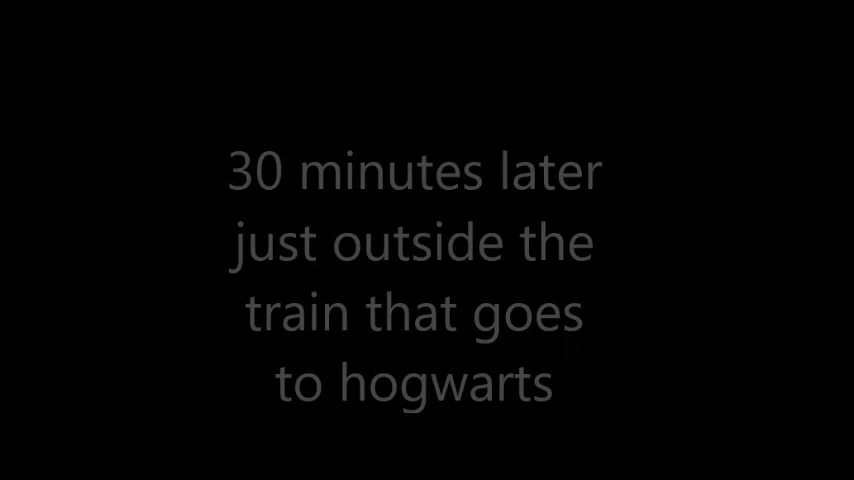 30 minutes later
just outside the
train that goes
to hogwarts